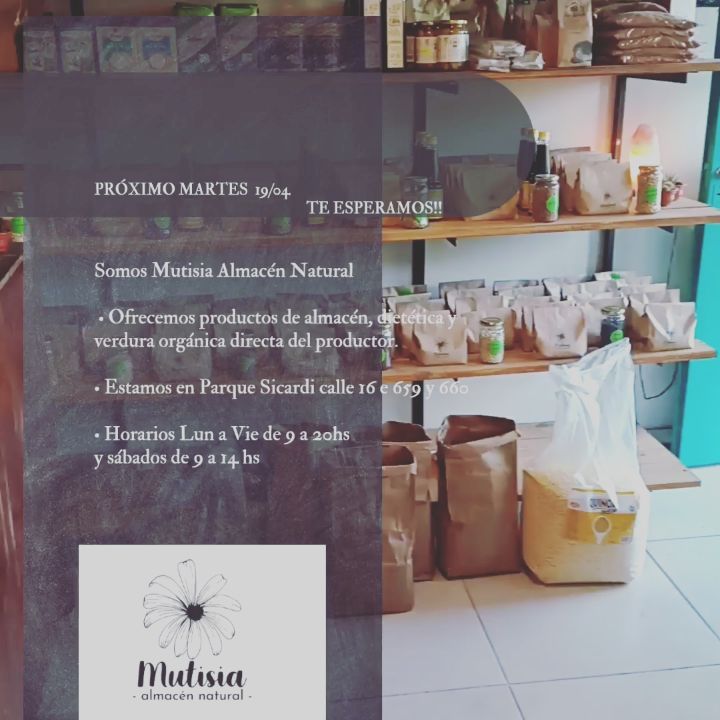 PRÓXIMO MARTES 19/04
TE ESPERAMOS!!
Somos Mutisia Almacén Natural
• Ofrecemos productos de almacén, dietética y
verdura orgánica directa del productor.
• Estamos en Parque Sicardi calle 16 e 659 y 660
• Horarios Lun a Vie de 9 a 20hs
y sábados de 9 a 14 hs
Mutisia
- almacén natural -